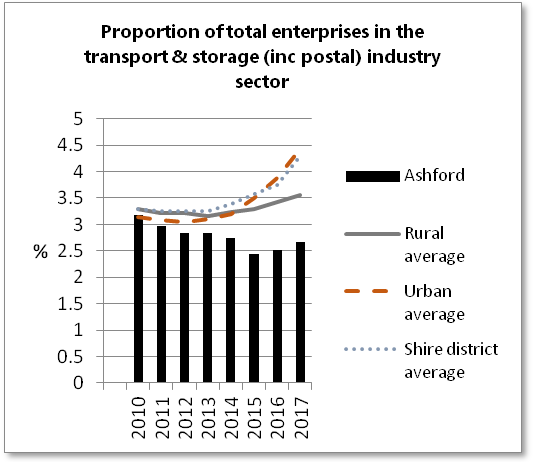 Proportion of total enterprises in the
transport & storage (inc postal) industry
sector
5
4.5
4
3.5
3
2.5
2
1.5
1
0.5
0
%
2010
2011
2012
2013
2014
2015
2016
2017
Ashford
Rural
average
Urban
average
Shire district
average